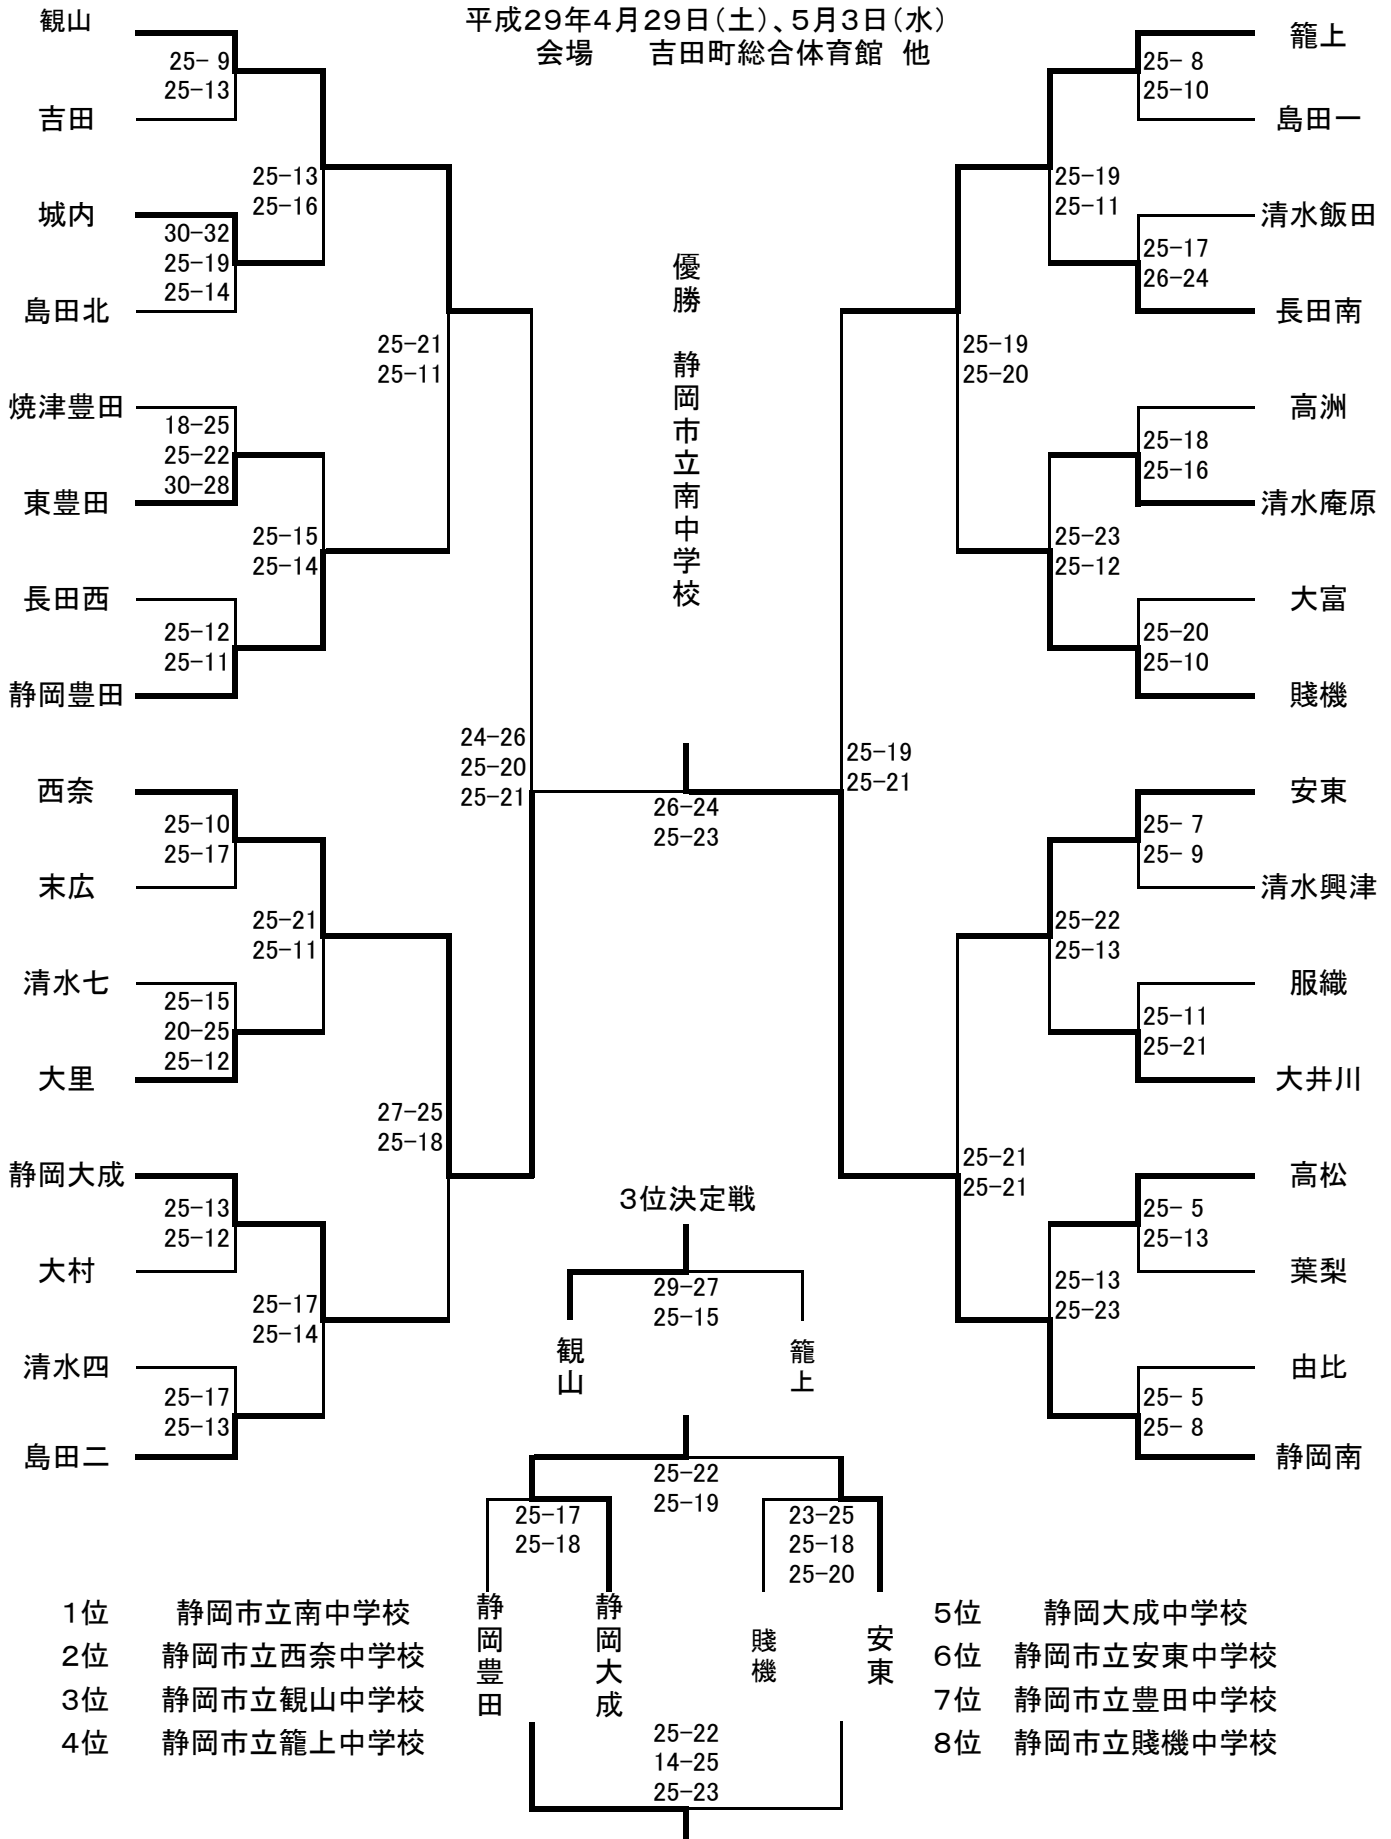 平成29年4月29日(土)、5月3日(水)
会場　　吉田町総合体育館 他
観山
25- 9
25-13
吉田
25-13
25-16
城内
30-32
25-19
25-14
島田北
25-21
25-11
焼津豊田
18-25
25-22
30-28
東豊田
25-15
25-14
長田西
25-12
25-11
静岡豊田
24-26
25-20
25-21
西奈
25-10
25-17
末広
25-21
25-11
清水七
25-15
20-25
25-12
大里
27-25
25-18
静岡大成
25-13
25-12
大村
25-17
25-14
清水四
25-17
25-13
島田二
優勝　静岡市立南中学校
26-24
25-23
籠上
25- 8
25-10
島田一
25-19
25-11
清水飯田
25-17
26-24
長田南
25-19
25-20
高洲
25-18
25-16
清水庵原
25-23
25-12
大富
25-20
25-10
賤機
25-19
25-21
安東
25- 7
25- 9
清水興津
25-22
25-13
服織
25-11
25-21
大井川
25-21
25-21
高松
25- 5
25-13
葉梨
25-13
25-23
由比
25- 5
25- 8
静岡南
3位決定戦
29-27
25-15
観山
籠上
25-22
25-19
25-17
25-18
23-25
25-18
25-20
静岡豊田
静岡大成
賤機
安東
25-22
14-25
25-23
1位　静岡市立南中学校
2位　静岡市立西奈中学校
3位　静岡市立観山中学校
4位　静岡市立籠上中学校
5位　静岡大成中学校
6位　静岡市立安東中学校
7位　静岡市立豊田中学校
8位　静岡市立賤機中学校